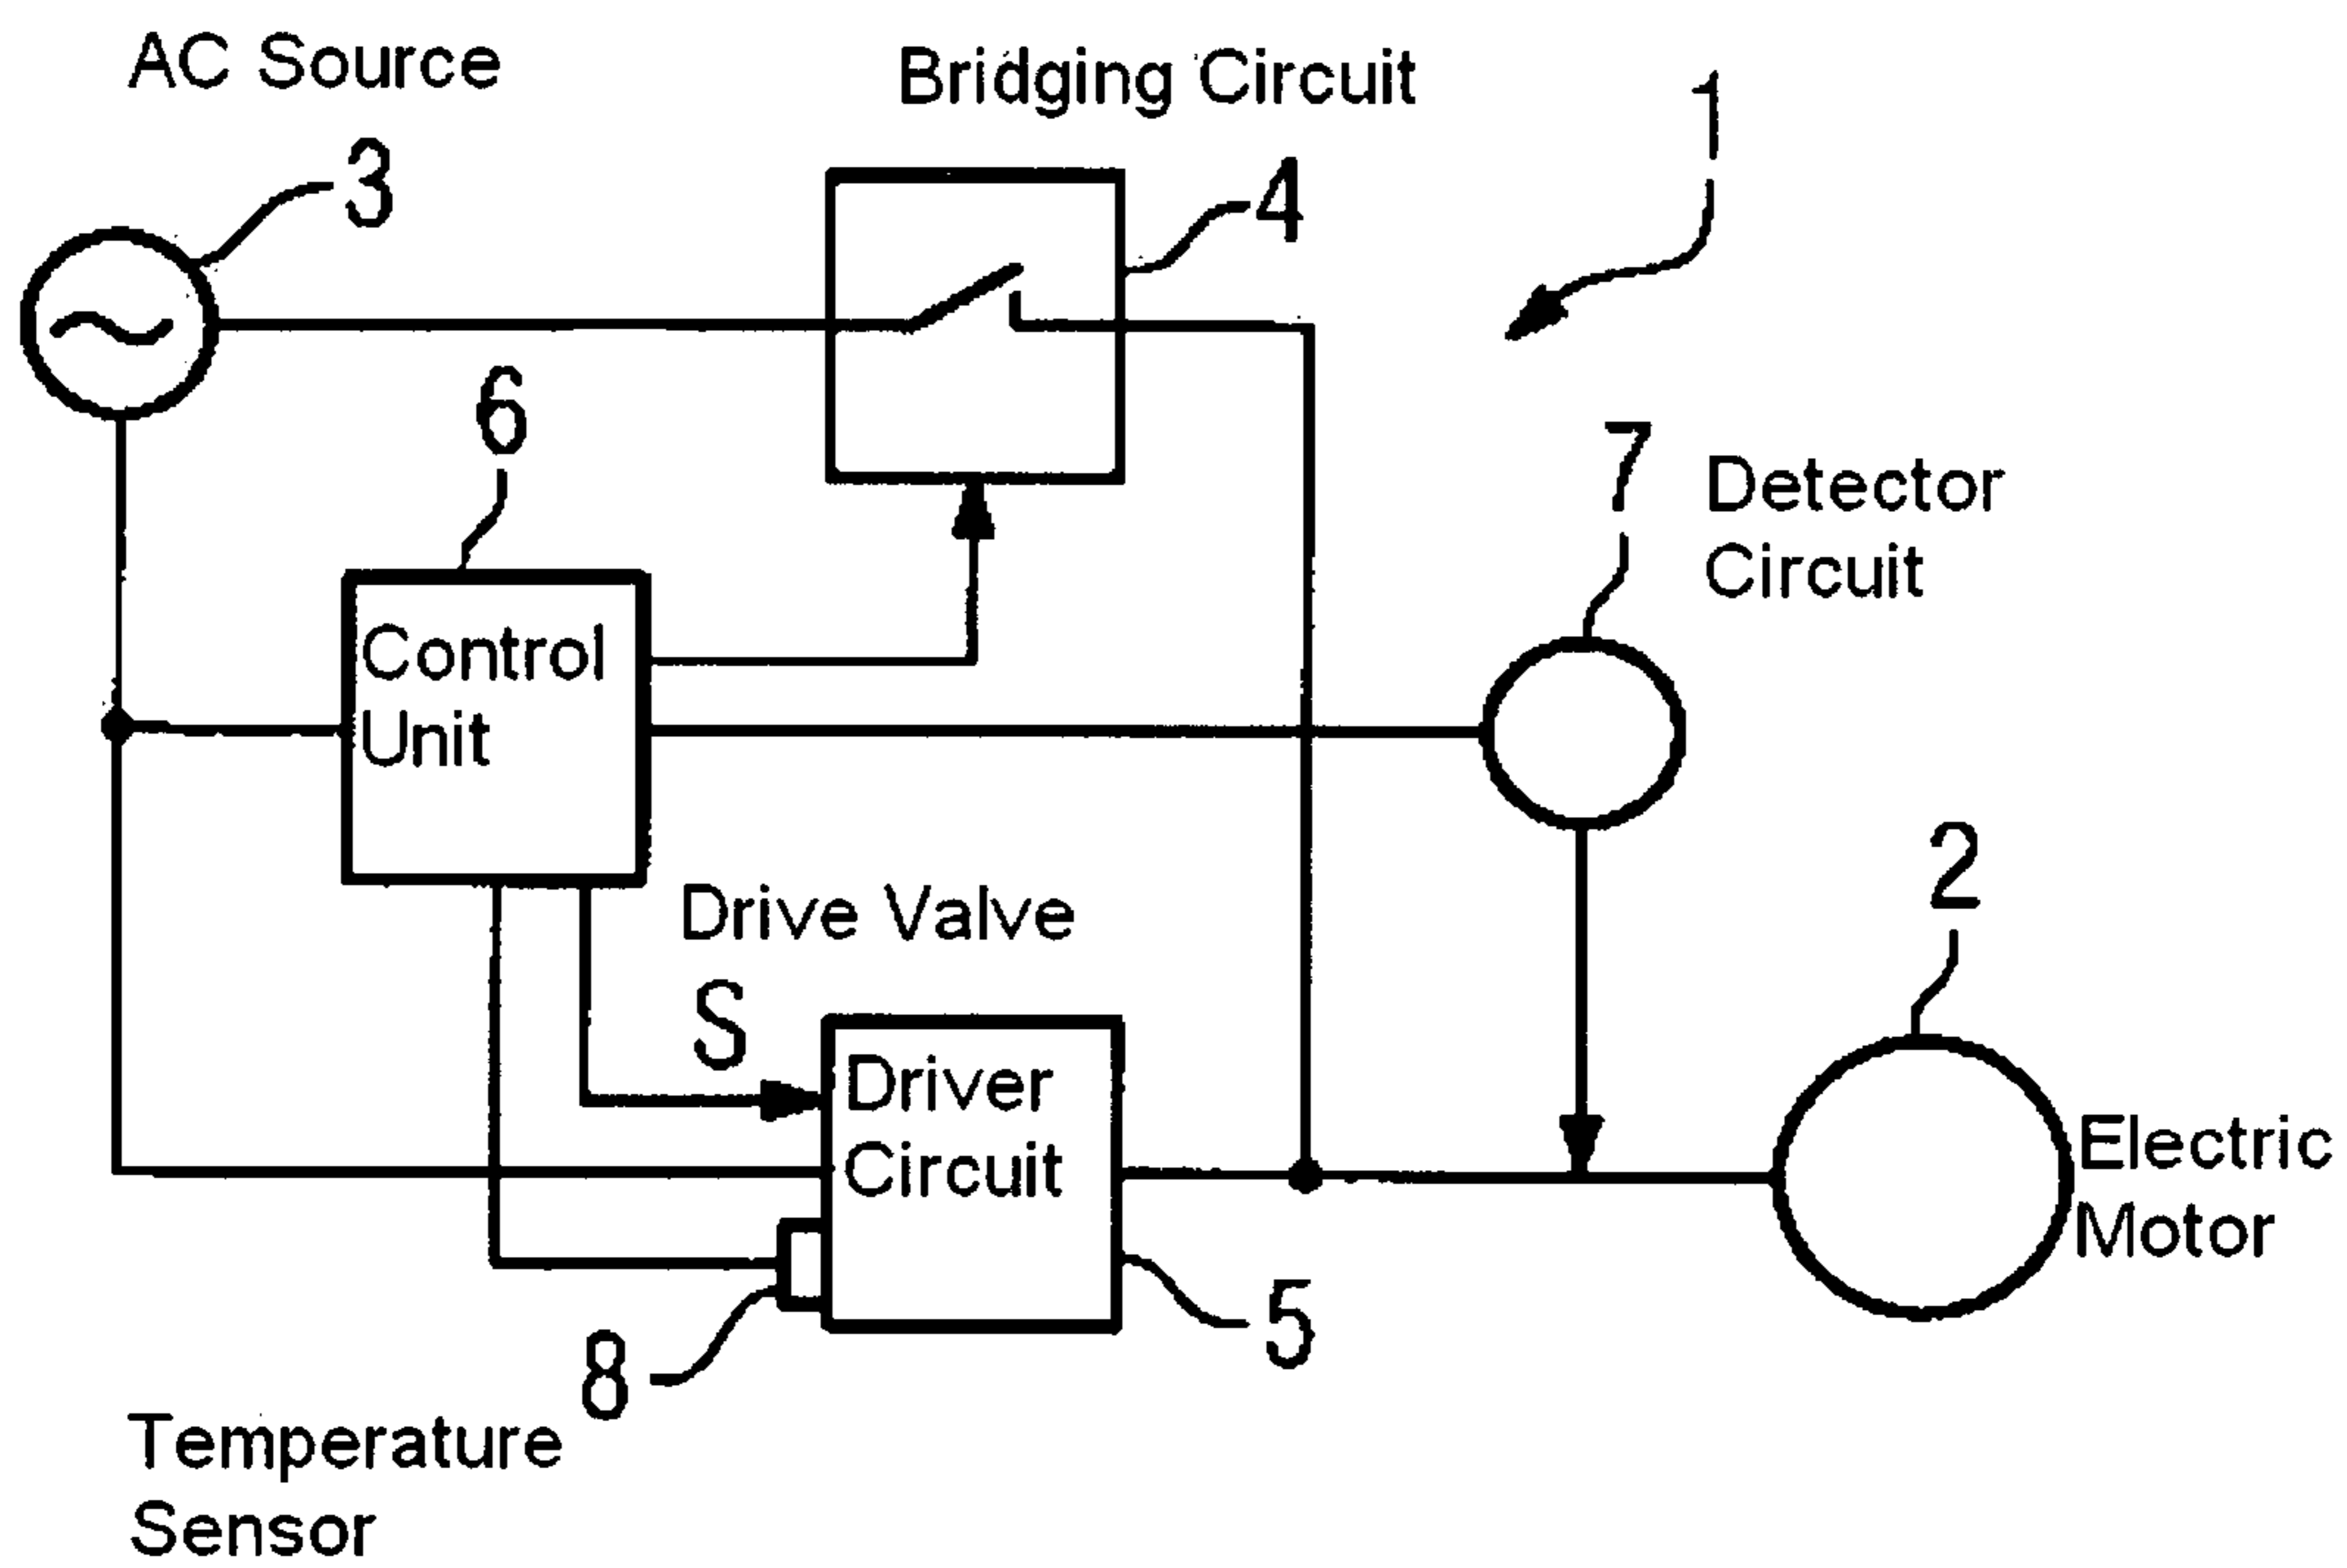 AC Source
Bridging Circuit
1
3
4
6
7
Detector
Circuit
Control
Unit
2
Drive Valve
S
Driver
Circuit
Electric
Motor
5
8
Temperature
Sensor